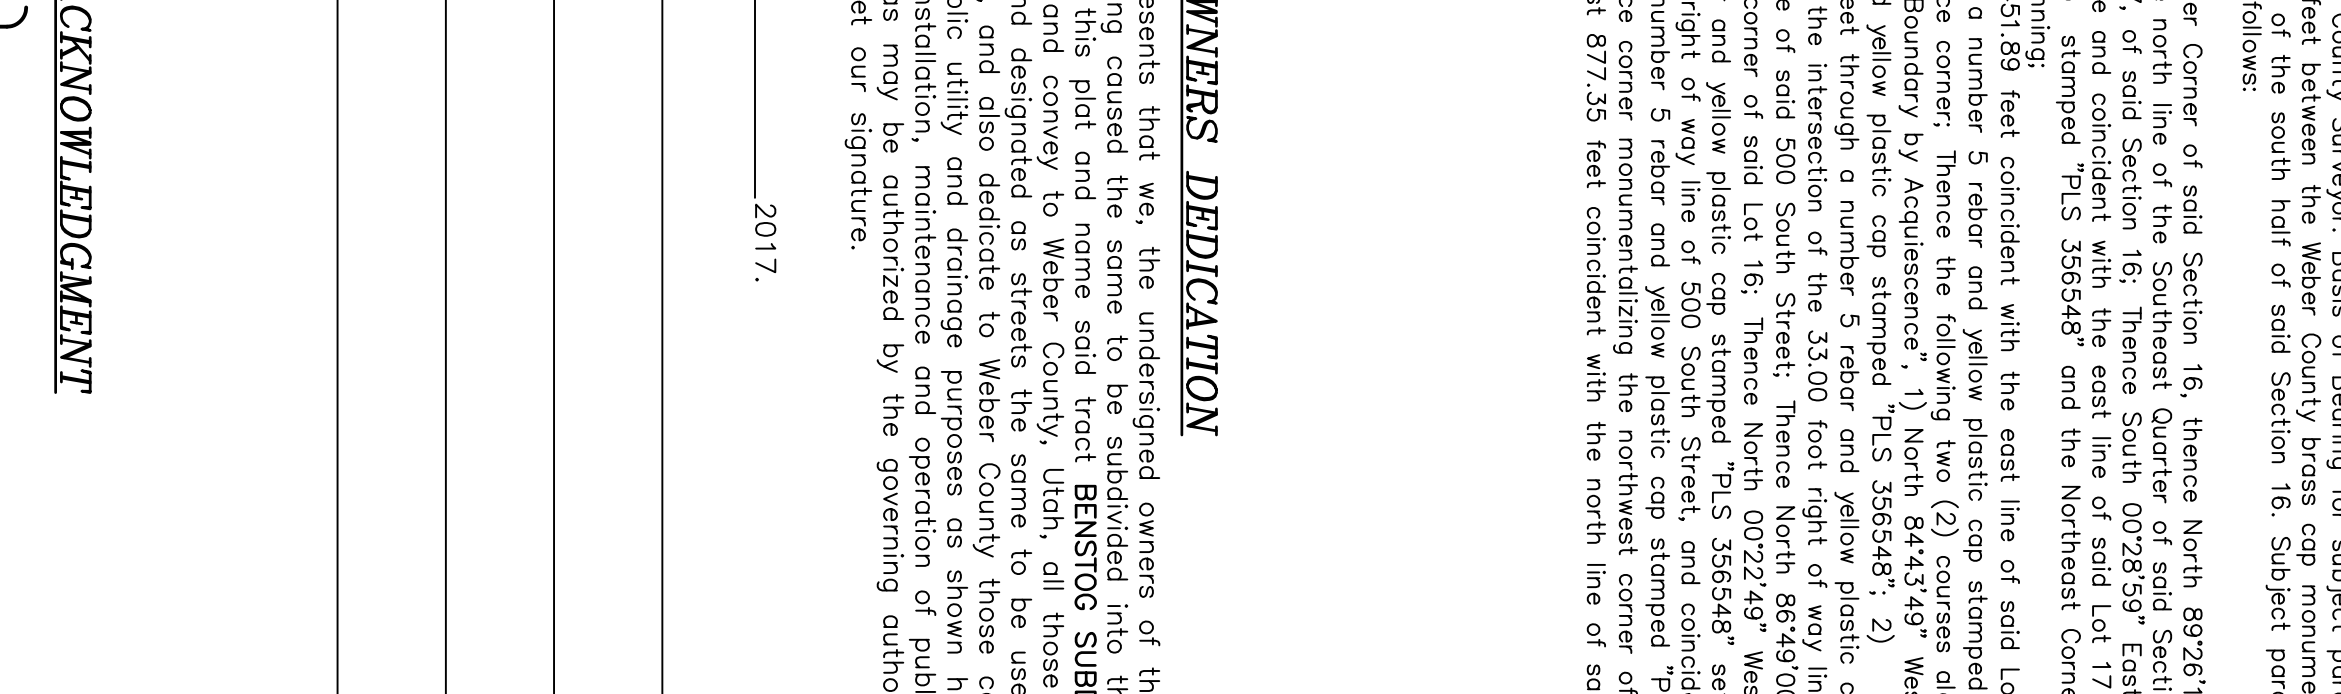 feet between the Weber County brass cap monume
of the south half of said Section 16. Subject par
follows:
er Corner of said Section 16, thence North 89°26'1
north line of the Southeast Quarter of said Secti
, of said Section 16; Thence South 00°28'59" East
e and coincident with the east line of said Lot 17
stamped "PLS 356548" and the Northeast Corne
nning;
51.89 feet coincident with the east line of said Lo
a number 5 rebar and yellow plastic cap stamped
ce corner; Thence the following two (2) courses al
Boundary by Acquiescence", 1) North 84°43'49" Wes
d yellow plastic cap stamped "PLS 356548"; 2)
eet through a number 5 rebar and yellow plastic c
the intersection of the 33.00 foot right of way lin
e of said 500 South Street; Thence North 86°49'00
corner of said Lot 16; Thence North 00°22'49" Wes
and yellow plastic cap stamped "PLS 356548" se
right of way line of 500 South Street, and coincid
number 5 rebar and yellow plastic cap stamped "P
ce corner monumentalizing the northwest corner of
st 877.35 feet coincident with the north line of sa
WNERS DEDICATION
esents that we, the undersigned owners of th
ng caused the same to be subdivided into th
this plat and name said tract BENSTOG SUBD
and convey to Weber County, Utah, all those
nd designated as streets the same to be use
, and also dedicate to Weber County those c
blic utility and drainage purposes as shown h
nstallation, maintenance and operation of publ
as may be authorized by the governing autho
et our signature.
2017.
CKNOWLEDGMENT